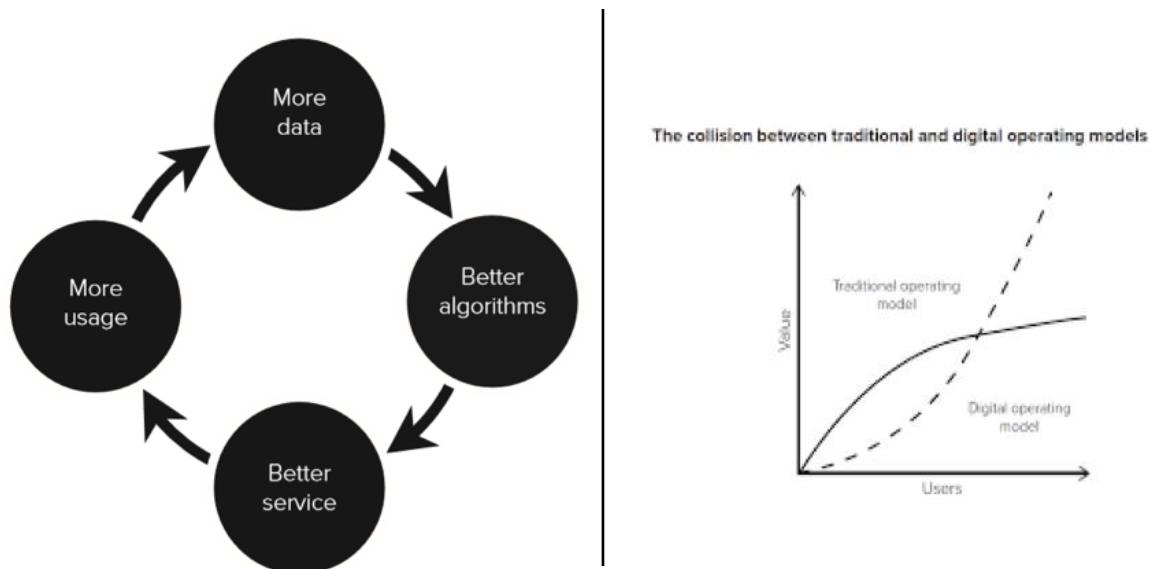 More
data
Better
algorithms
Better
service
More
usage
The collision between traditional and digital operating models
Traditional operating
model
Value
Digital operating
model
Users